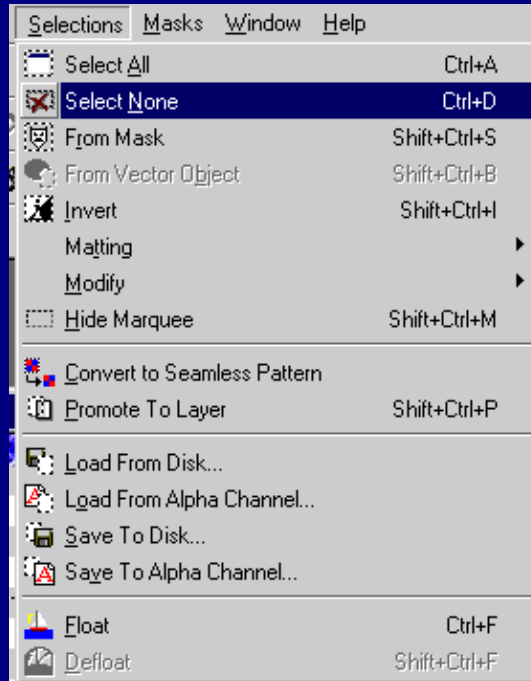 Selections Masks Window Help
Select All Ctrl+A
Select None Ctrl+D
From Mask Shift+Ctrl+S
From Vector Object Shift+Ctrl+B
Invert Shift+Ctrl+I
Matting
Modify
Hide Marquee Shift+Ctrl+M
Convert to Seamless Pattern
Promote To Layer Shift+Ctrl+P
Load From Disk...
Load From Alpha Channel...
Save To Disk...
Save To Alpha Channel...
Float Ctrl+F
Defloat Shift+Ctrl+F